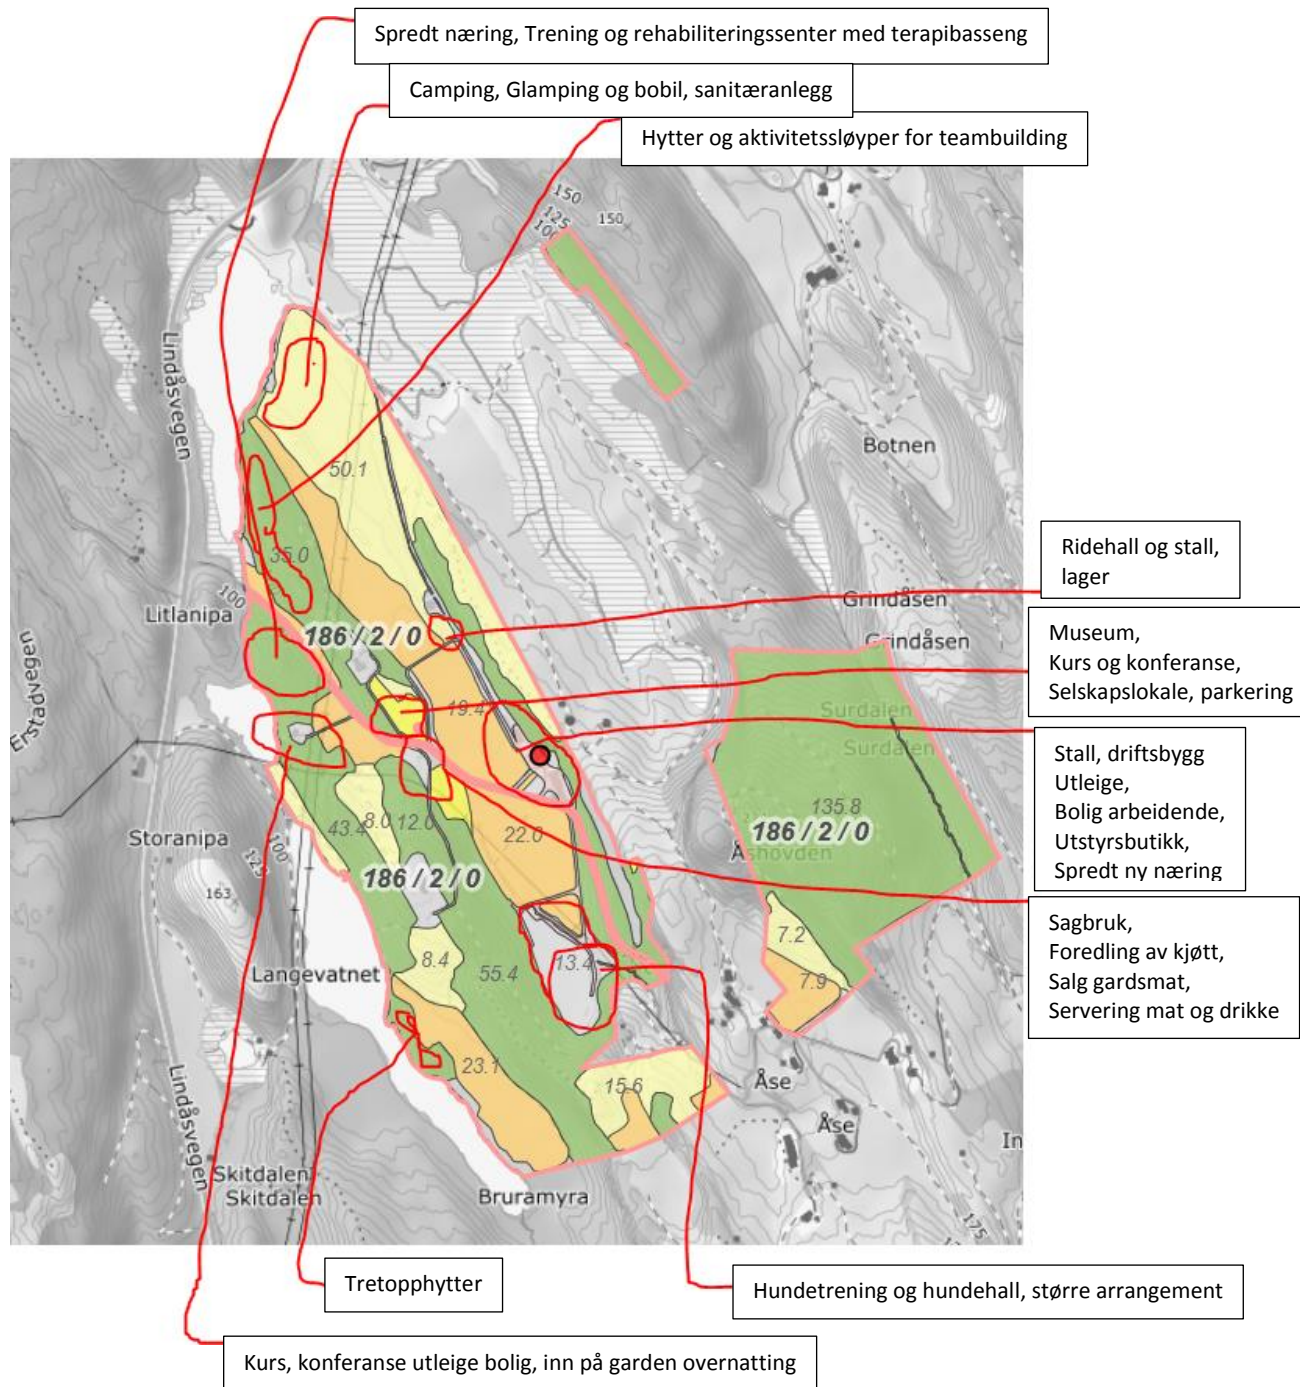 Spredt næring, Trening og rehabiliteringssenter med terapibasseng
Camping, Glamping og bobil, sanitæranlegg
Hytter og aktivitetssløyper for teambuilding
150
125
100
150
Lindåsvegen
Botnen
50.1
35.0
Ridehall og stall,
lager
100
Litlanipa
Grindåsen
Grindåsen
186 / 2 / 0
Museum,
Kurs og konferanse,
Selskapslokale, parkering
Erstadvegen
19.4
Surdalen
Surdalen
Stall, driftsbygg
Utleige,
Bolig arbeidende,
Utstyrsbutikk,
Spredt ny næring
135.8
186 / 2 / 0
Åshovden
43.4
8.0
12.0
22.0
Storanipa
100
125
163
186 / 2 / 0
Sagbruk,
Foredling av kjøtt,
Salg gardsmat,
Servering mat og drikke
7.2
7.9
Langevatnet
8.4
55.4
13.4
23.1
15.6
Åse
Åse
In
Lindåsvegen
Skitdalen
Skitdalen
Bruramyra
175
Tretopphytter
Hundetrening og hundehall, større arrangement
Kurs, konferanse utleige bolig, inn på garden overnatting